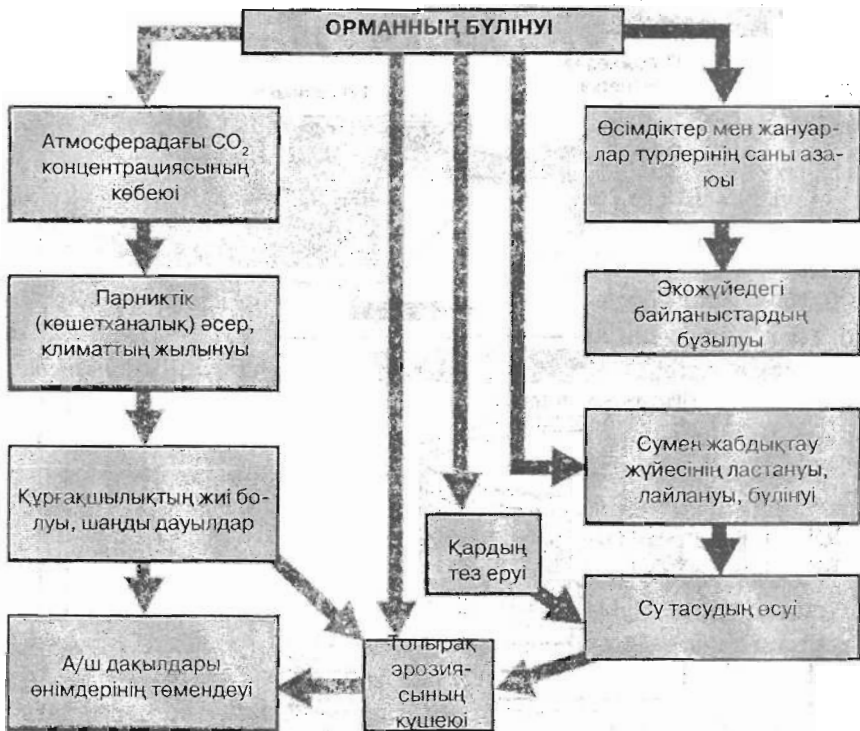 ОРМАННЫҢ БҮЛІНУІ
Атмосферадағы CO₂
концентрациясының
көбеюі
Өсімдіктер мен жануар-
лар түрлерінің саны аза-
юы
Парниктік
(көшетханалық) әсер,
климаттың жылынуы
Экожүйедегі
байланыстардың
бұзылуы
Құрғақшылықтың жиі бо-
луы, шаңды дауылдар
Сумен жабдықтау
жүйесінің ластануы,
лайлануы, бүлінуі
Қардың
тез еруі
Су тасудың өсуі
А/ш дақылдары
өнімдерінің төмендеуі
Топырақ
эрозия-
сының
күшеюі